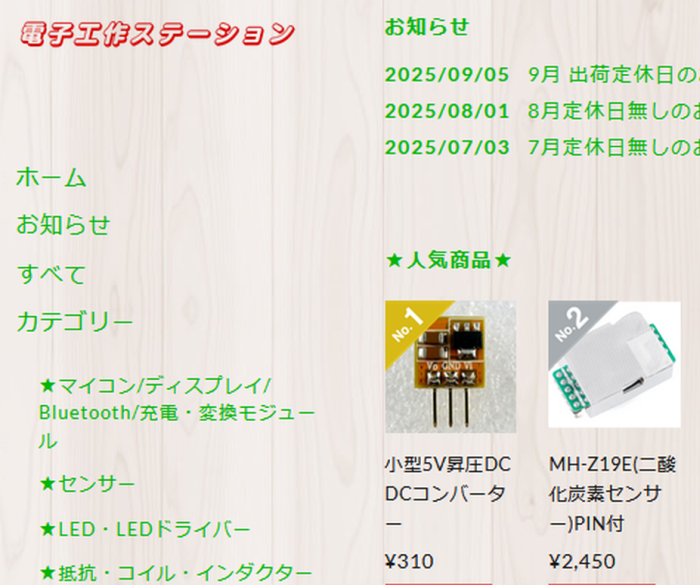 電子工作ステーション
ホーム
お知らせ
すべて
カテゴリー
★マイコン/ディスプレイ/
Bluetooth/充電・変換モジュー
ル
★センサー
★LED・LEDドライバー
★抵抗・コイル・インダクター
お知らせ
2025/09/05 9月 出荷定休日の
2025/08/01 8月定休日無しのお
2025/07/03 7月定休日無しのお
★人気商品★
No.1
Vo GND Vi
小型5V昇圧DC
DCコンバータ
ー
¥310
No.2
MH-Z19E(二酸
化炭素センサ
ー)PIN付
¥2,450